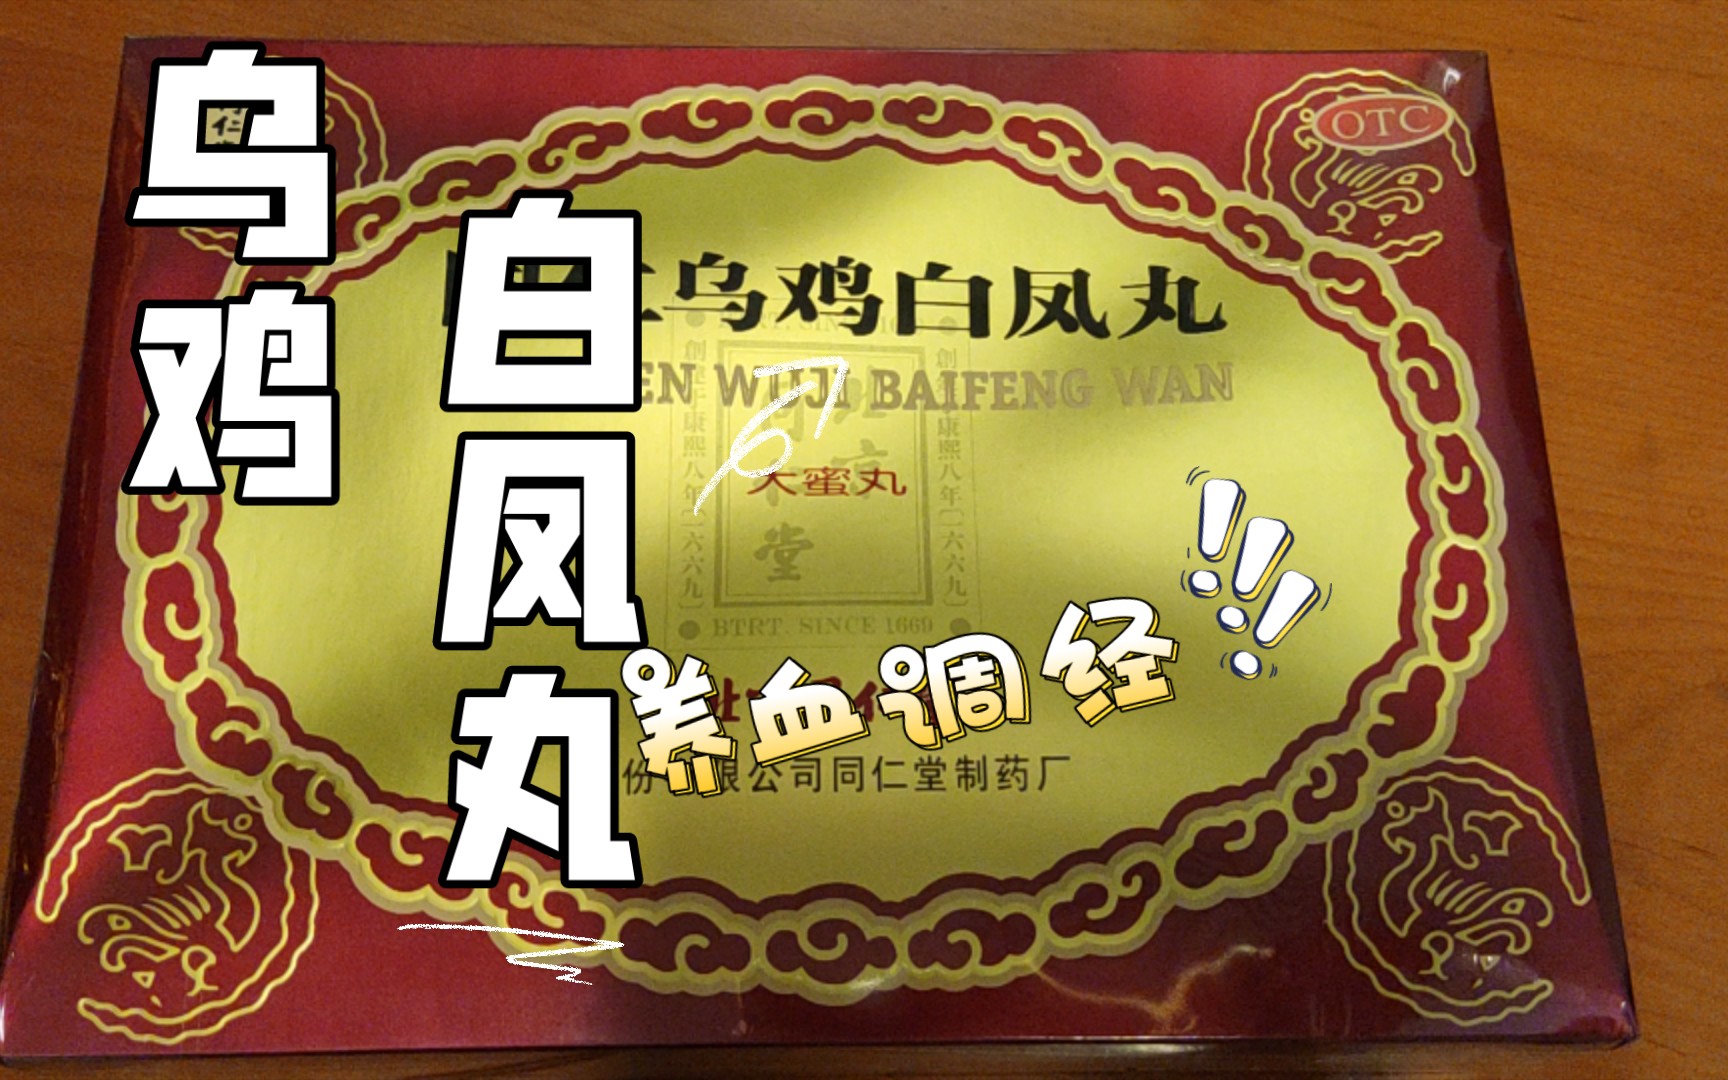 乌鸡
白凤丸
OTC
乌鸡白凤丸
EN WUJI BAIFENG WAN
大蜜丸
堂
BTRT. SINCE 1669
养血调经!!!
份 限公司同仁堂制药厂